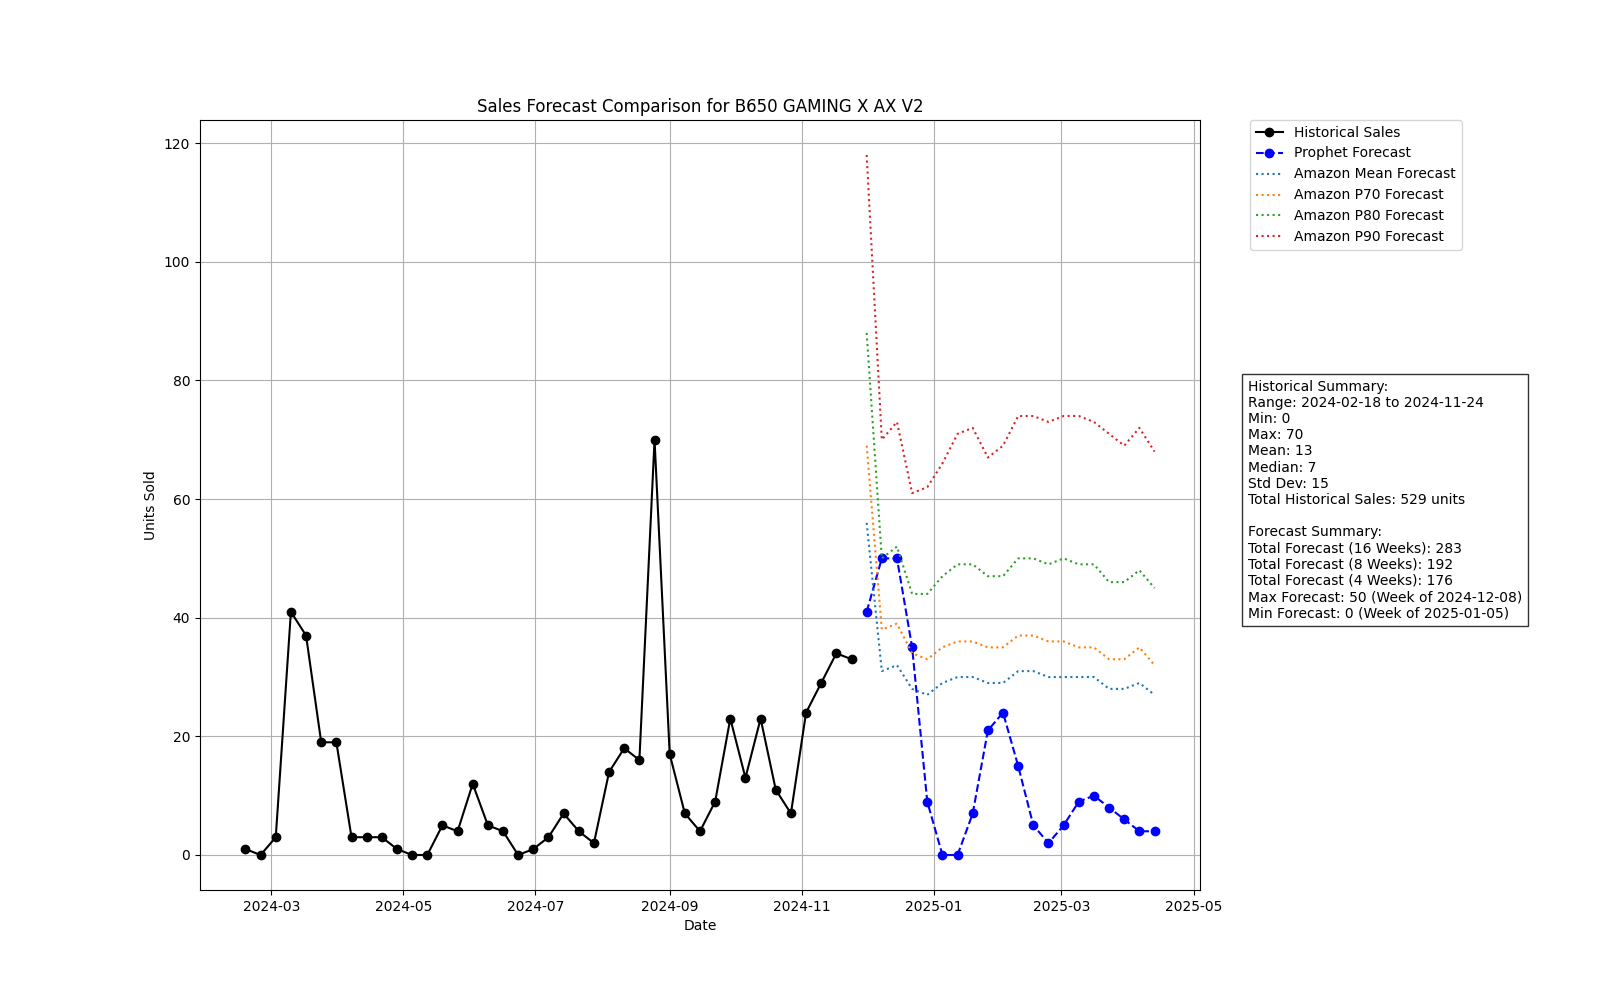 Sales Forecast Comparison for B650 GAMING X AX V2
120
100
80
60
40
20
0
Units Sold
2024-03
2024-05
2024-07
2024-09
2024-11
2025-01
2025-03
2025-05
Date
Historical Sales
Prophet Forecast
Amazon Mean Forecast
Amazon P70 Forecast
Amazon P80 Forecast
Amazon P90 Forecast
Historical Summary:
Range: 2024-02-18 to 2024-11-24
Min: 0
Max: 70
Mean: 13
Median: 7
Std Dev: 15
Total Historical Sales: 529 units
Forecast Summary:
Total Forecast (16 Weeks): 283
Total Forecast (8 Weeks): 192
Total Forecast (4 Weeks): 176
Max Forecast: 50 (Week of 2024-12-08)
Min Forecast: 0 (Week of 2025-01-05)